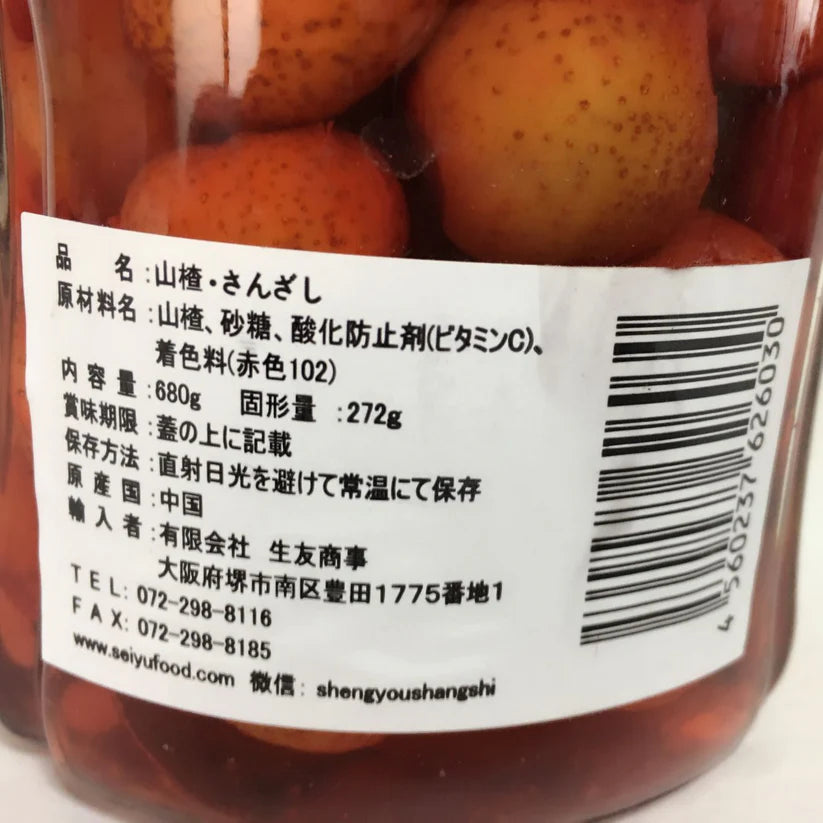 品名:山楂・さんざし
原材料名:山楂、砂糖、酸化防止剤(ビタミンC)、
着色料(赤色102)
内容量:680g 固形量:272g
賞味期限:蓋の上に記載
保存方法:直射日光を避けて常温にて保存
原産国:中国
輸入者:有限会社 生友商事
大阪府堺市南区豊田1775番地1
TEL: 072-298-8116
FAX: 072-298-8185
www.seiyufood.com 微信: shengyoushangshi
4560237626030